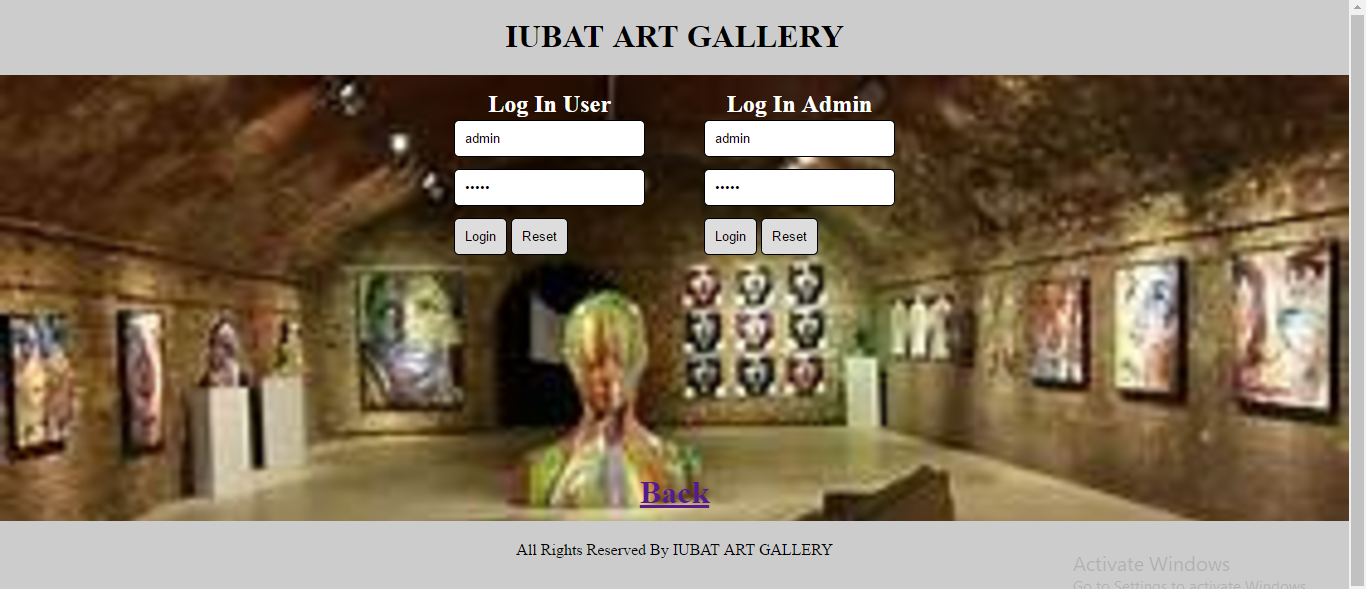 IUBAT ART GALLERY
Log In User
Log In Admin
admin
admin
•••••
•••••
Login Reset
Login Reset
Back
All Rights Reserved By IUBAT ART GALLERY
Activate Windows
Go to Settings to activate Windows.